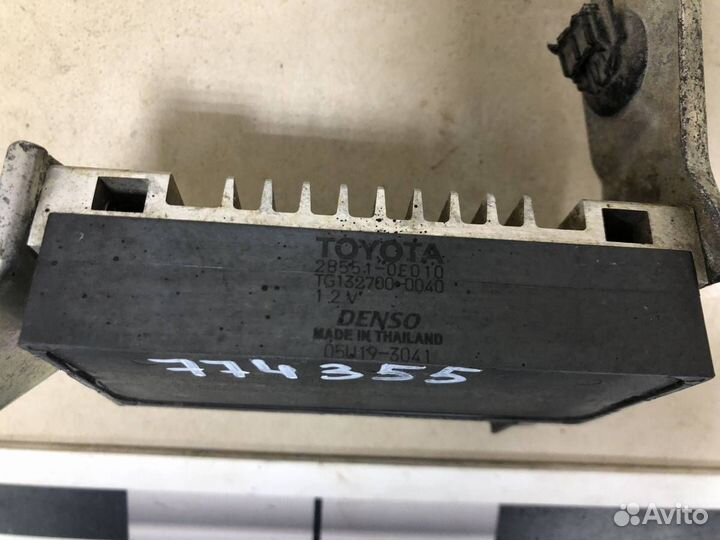 TOYOTA
28551-0E010
TG132700-0040
12V
DENSO
MADE IN THAILAND
05W19-3041
774355
Avito